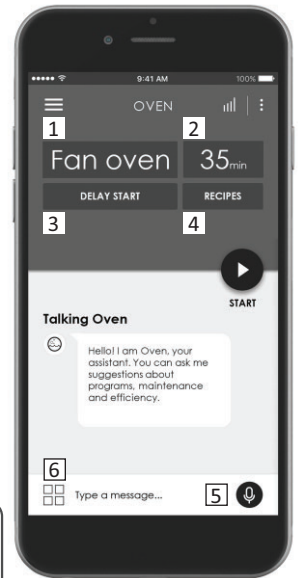 9:41 AM
100%
OVEN
1
2
Fan oven
35min
DELAY START
RECIPES
3
4
START
Talking Oven
Hello! I am Oven, your
assistant. You can ask me
suggestions about
programs, maintenance
and efficiency.
6
Type a message...
5